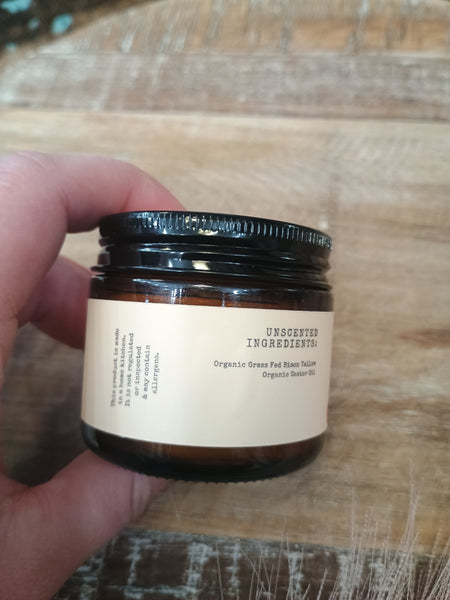 UNSCENTED
INGREDIENTS:
Organic Grass Fed Bison Tallow
Organic Castor Oil
This product is made
in a home kitchen.
It is not regulated
or inspected
& may contain
allergens.